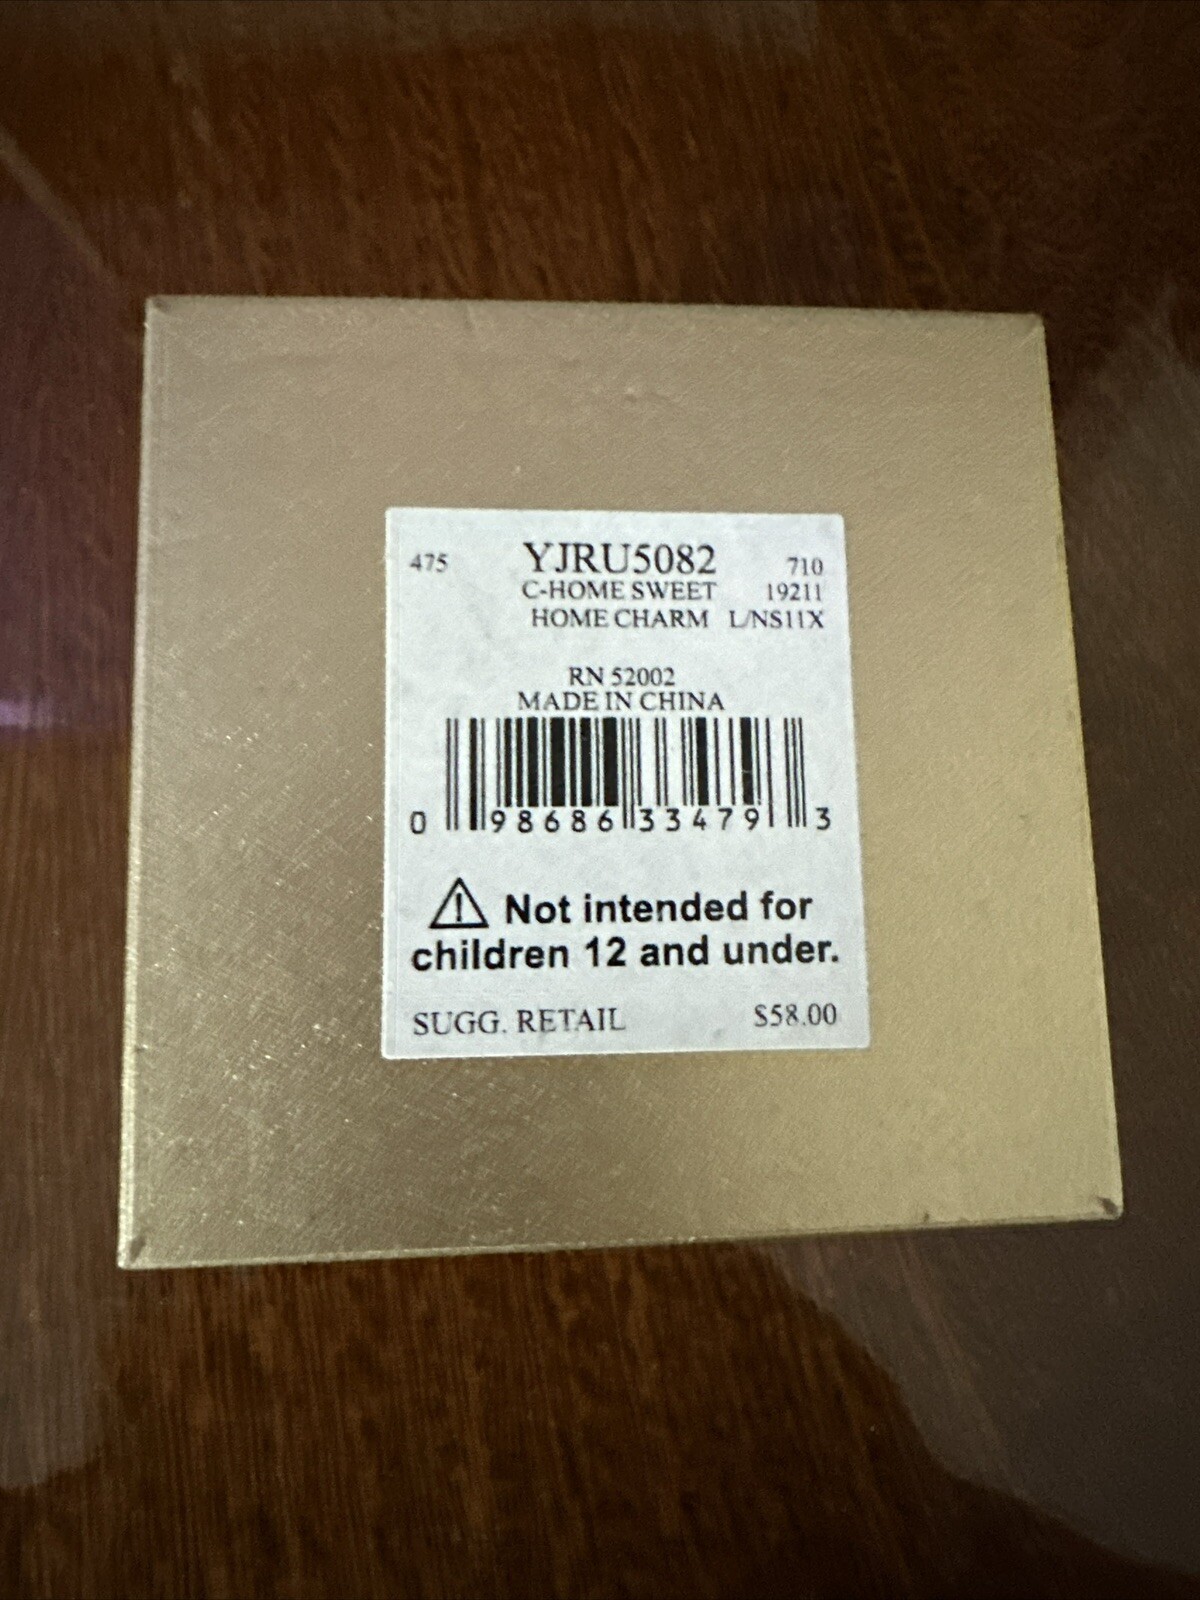 475 YJRU5082 710
C-HOME SWEET 19211
HOME CHARM L/NS11X
RN 52002
MADE IN CHINA
0 98686 33479 3
Not intended for
children 12 and under.
SUGG. RETAIL $58.00